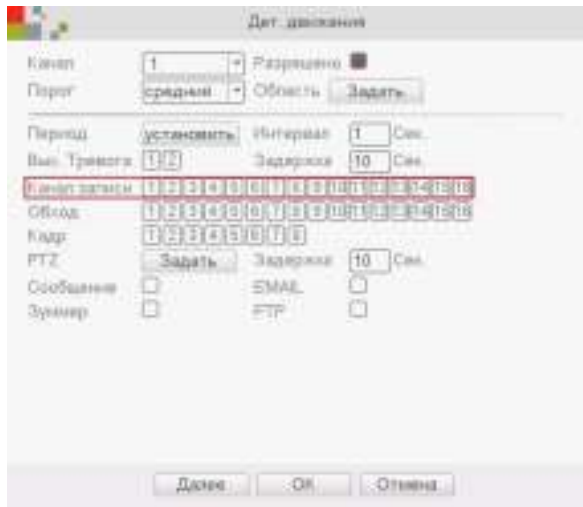 Дет. движения
Канал 1 Разрешено
Порог средний Область Задать
Период установить Интервал 1 Сек.
Вых. Тревога 1 2 Задержка 10 Сек.
Канал записи 1 2 3 4 5 6 7 8 9 10 11 12 13 14 15 16
Обход 1 2 3 4 5 6 7 8 9 10 11 12 13 14 15 16
Кадр 1 2 3 4 5 6 7 8
PTZ Задать Задержка 10 Сек.
Сообщение EMAIL
Зуммер FTP
Далее OK Отмена